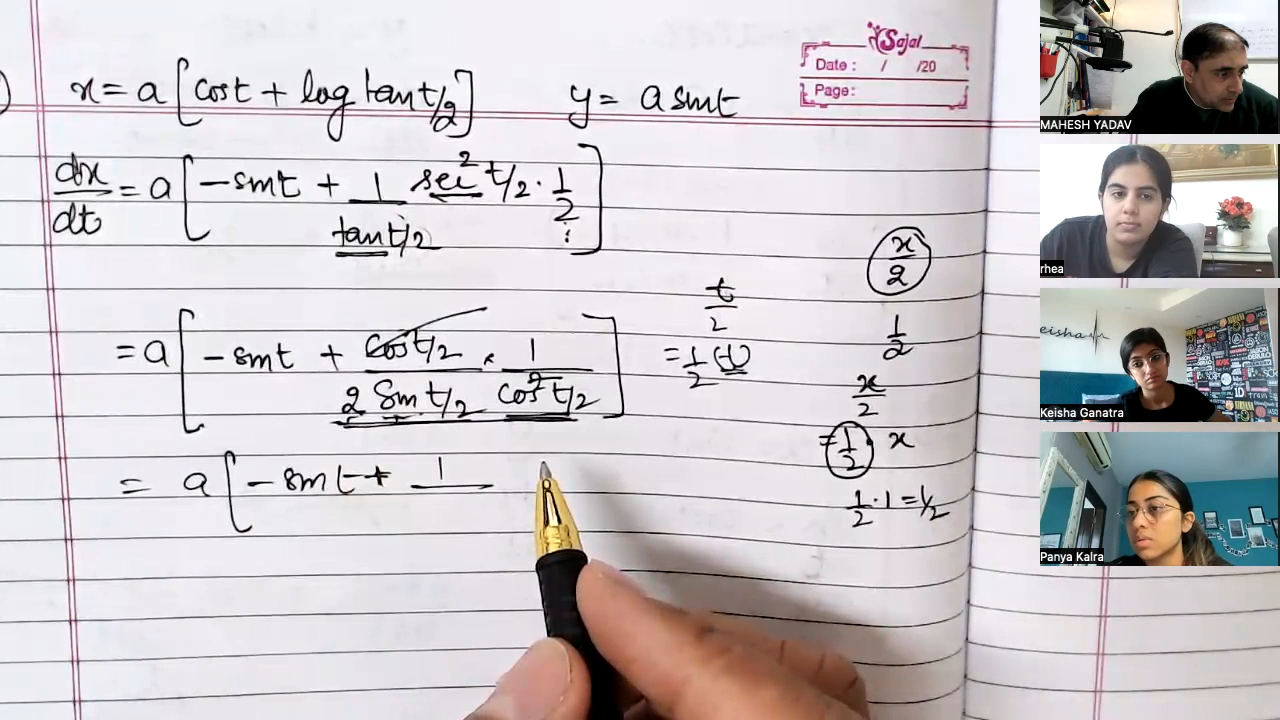 x = a [cost + log tan t/2]    y = a sint
Sajal
Date :    /    /20
Page:
dx/dt = a [-sint + 1/(tan t/2) sec² t/2 · 1/2]
x/2
t/2
1/2
= a [-sint + (cos t/2)/(2 sin t/2) × 1/(cos² t/2)]
= 1/2 (t)
x/2
= 1/2 · x
= a [-sint + 1
1/2 · 1 = 1/2
MAHESH YADAV
rhea
keisha
Keisha Ganatra
Panya Kalra